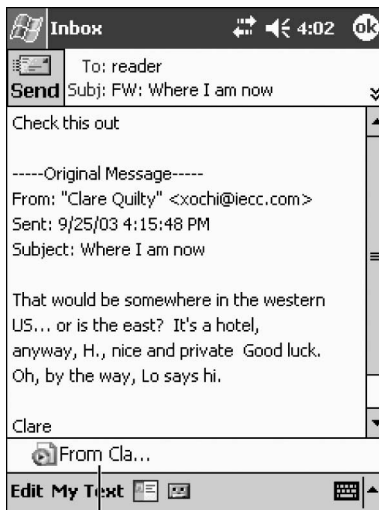 Inbox 4:02 ok
To: reader
Send Subj: FW: Where I am now
Check this out
-----Original Message-----
From: "Clare Quilty" <xochi@iecc.com>
Sent: 9/25/03 4:15:48 PM
Subject: Where I am now
That would be somewhere in the western
US... or is the east? It's a hotel,
anyway, H., nice and private Good luck.
Oh, by the way, Lo says hi.
Clare
From Cla...
Edit My Text